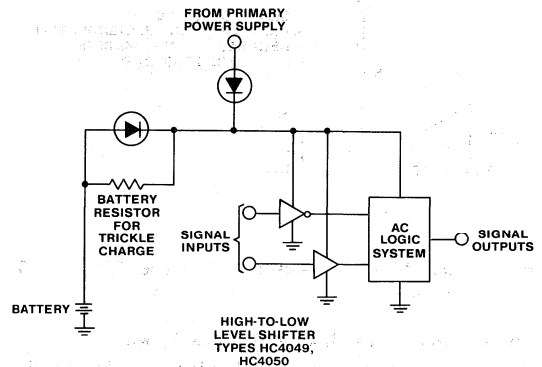 FROM PRIMARY
POWER SUPPLY
BATTERY
RESISTOR
FOR
TRICKLE
CHARGE
SIGNAL
INPUTS
AC
LOGIC
SYSTEM
SIGNAL
OUTPUTS
BATTERY
HIGH-TO-LOW
LEVEL SHIFTER
TYPES HC4049,
HC4050